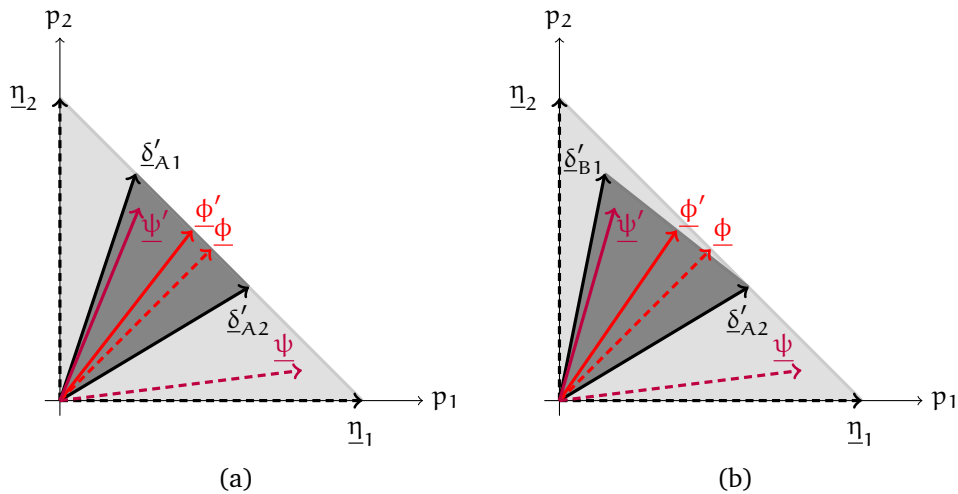 p₂ p₂
η₂ η₂
δ′A1 δ′B1
ψ′ ϕ′ ϕ ψ′ ϕ′ ϕ
δ′A2 δ′A2
ψ ψ
p₁ p₁
η₁ η₁
(a) (b)